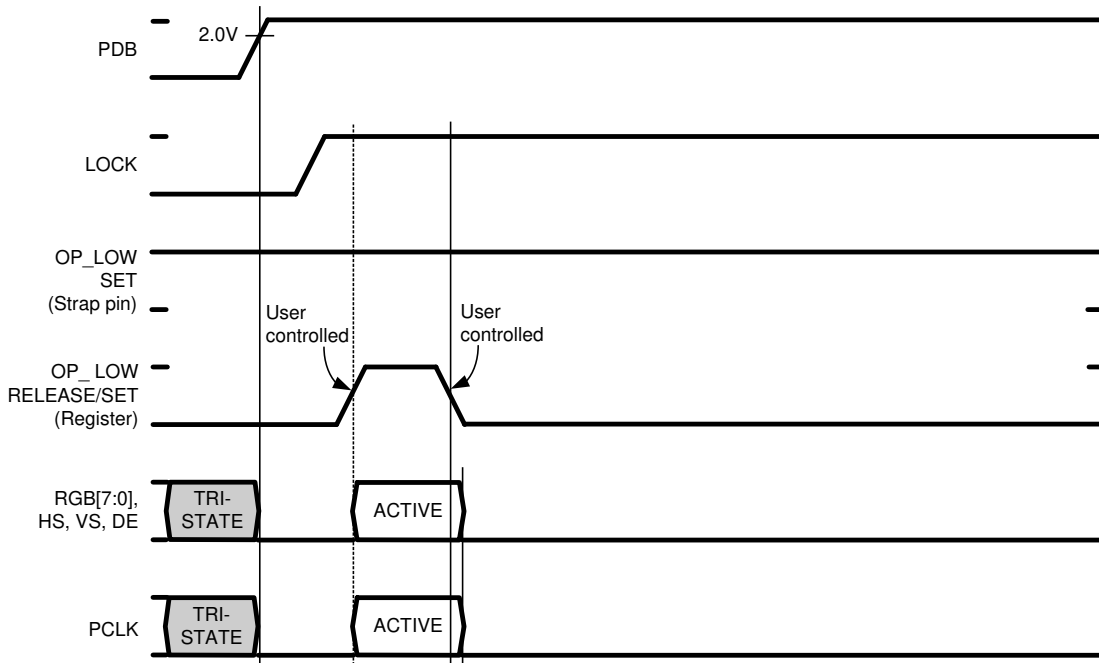 PDB
2.0V
LOCK
OP_LOW
SET
(Strap pin)
User
controlled
User
controlled
OP_ LOW
RELEASE/SET
(Register)
RGB[7:0],
HS, VS, DE
TRI-
STATE
ACTIVE
PCLK
TRI-
STATE
ACTIVE